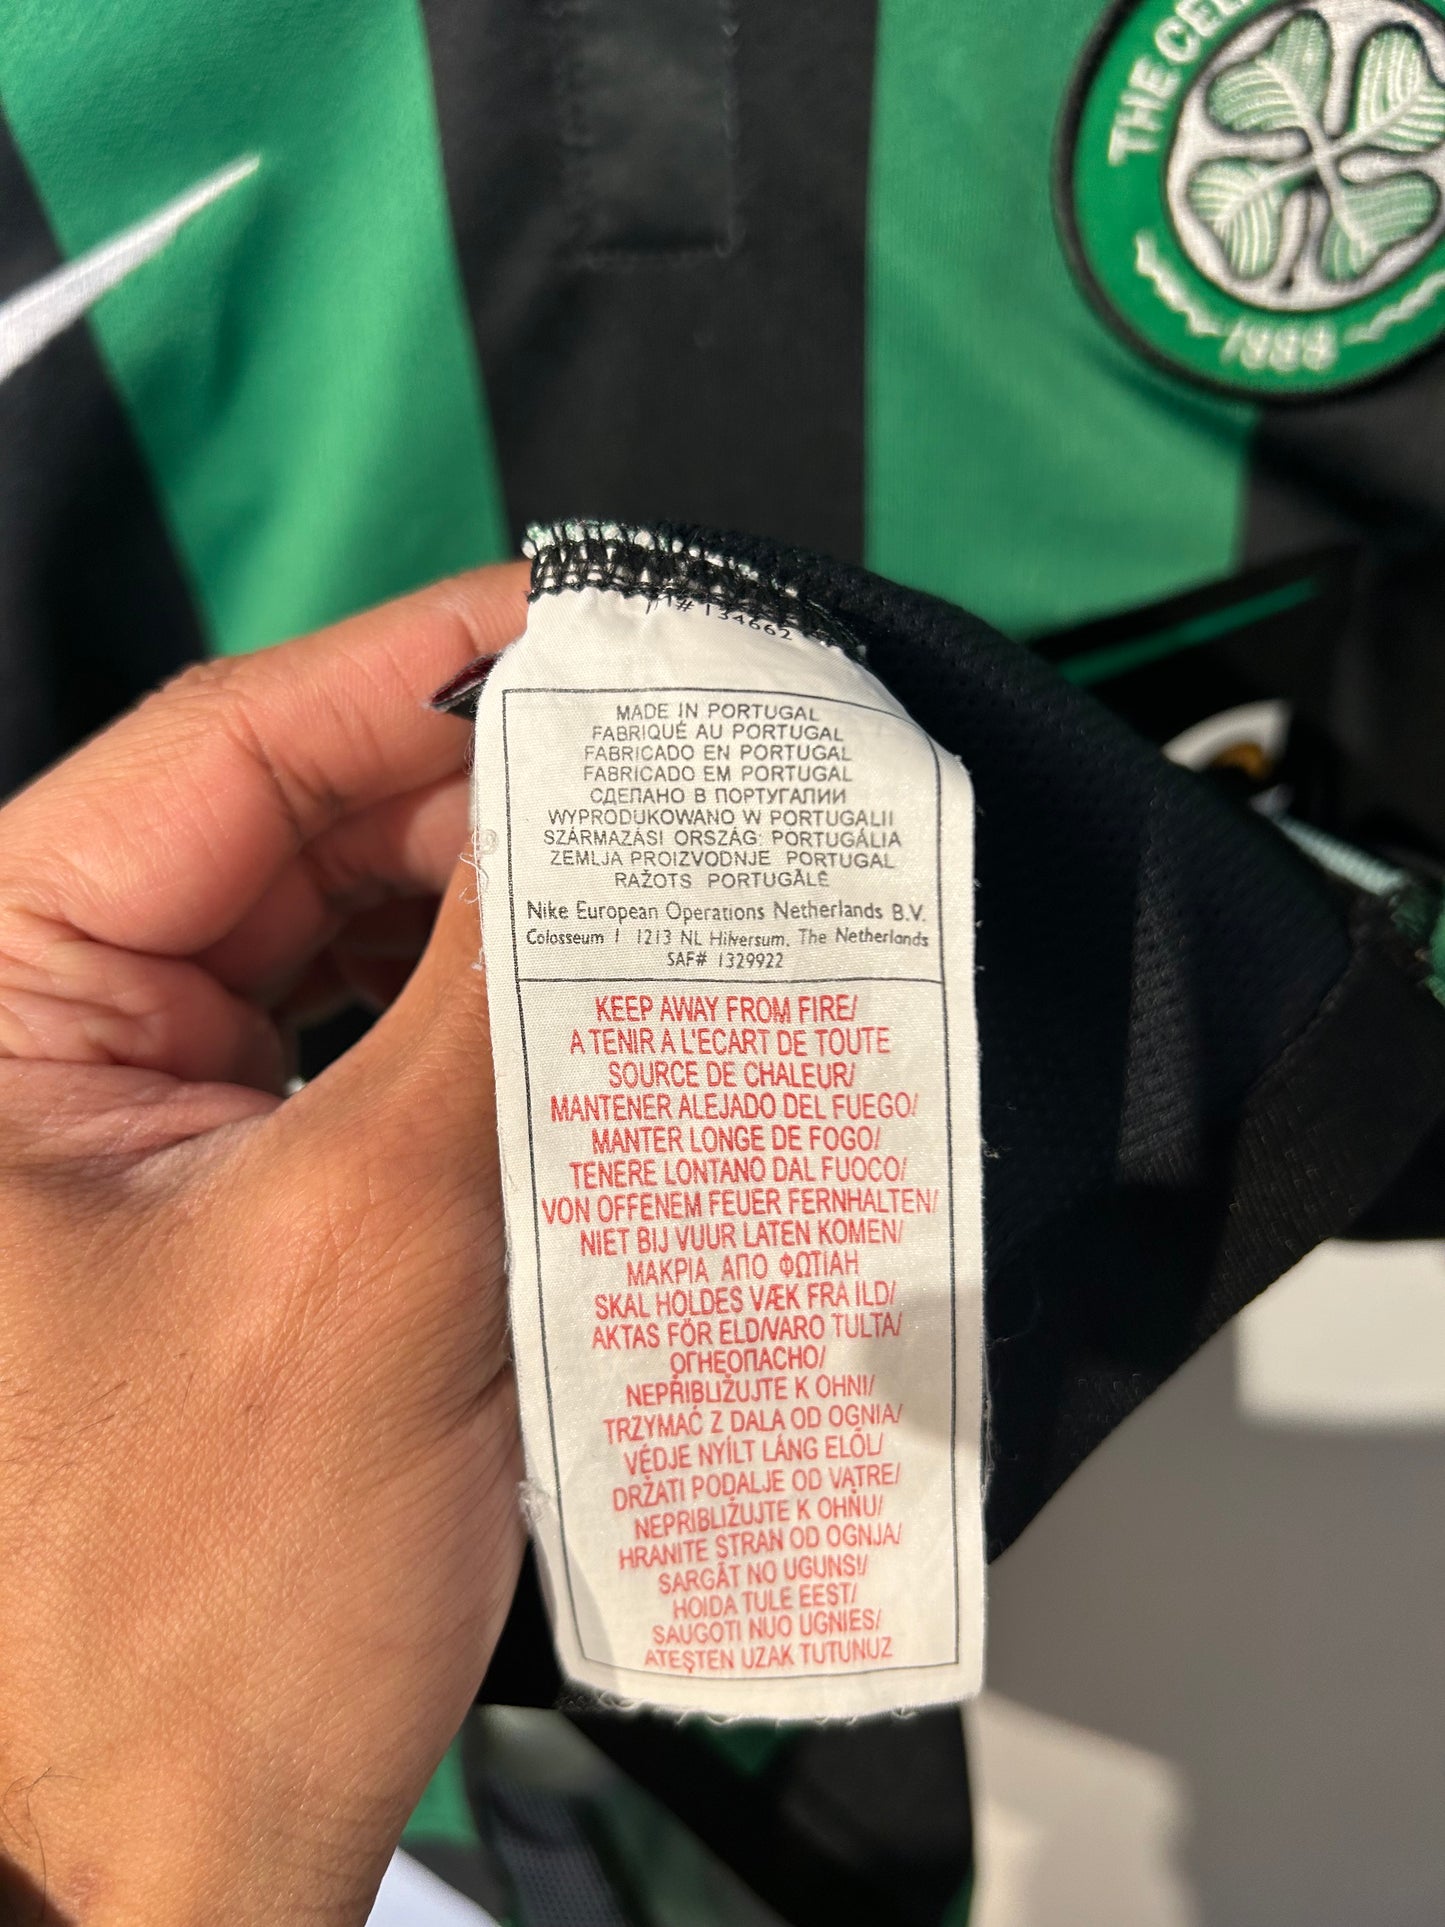 THE CEL
1888
# 134662
MADE IN PORTUGAL
FABRIQUÉ AU PORTUGAL
FABRICADO EN PORTUGAL
FABRICADO EM PORTUGAL
СДЕЛАНО В ПОРТУГАЛИИ
WYPRODUKOWANO W PORTUGALII
SZÁRMAZÁSI ORSZÁG: PORTUGÁLIA
ZEMLJA PROIZVODNJE PORTUGAL
RAŽOTS PORTUGĀLĒ
Nike European Operations Netherlands B.V.
Colosseum 1 1213 NL Hilversum, The Netherlands
SAF# 1329922
KEEP AWAY FROM FIRE/
A TENIR A L'ECART DE TOUTE
SOURCE DE CHALEUR/
MANTENER ALEJADO DEL FUEGO/
MANTER LONGE DE FOGO/
TENERE LONTANO DAL FUOCO/
VON OFFENEM FEUER FERNHALTEN/
NIET BIJ VUUR LATEN KOMEN/
ΜΑΚΡΙΑ ΑΠΟ ΦΩΤΙΑΗ
SKAL HOLDES VÆK FRA ILD/
AKTAS FÖR ELD/VARO TULTA/
ОГНЕОПАСНО/
NEPŘIBLIŽUJTE K OHNI/
TRZYMAĆ Z DALA OD OGNIA/
VÉDJE NYÍLT LÁNG ELŐL/
DRŽATI PODALJE OD VATRE/
NEPRIBLIŽUJTE K OHŇU/
HRANITE STRAN OD OGNJA/
SARGĀT NO UGUNS!/
HOIDA TULE EEST/
SAUGOTI NUO UGNIES/
ATEŞTEN UZAK TUTUNUZ